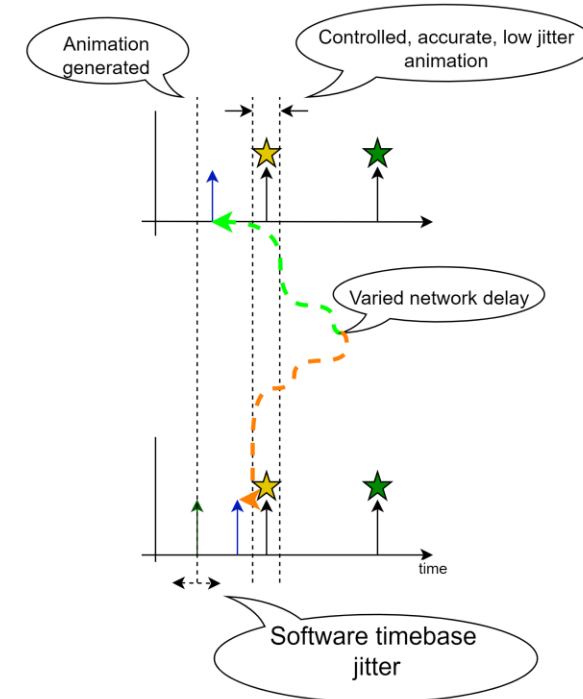 Animation
generated
Controlled, accurate, low jitter
animation
Varied network delay
time
Software timebase
jitter